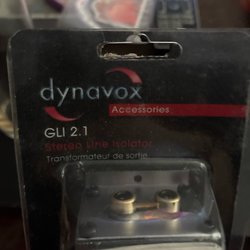 dynavox
Accessories
GLI 2.1
Stereo Line Isolator
Transformateur de sortie